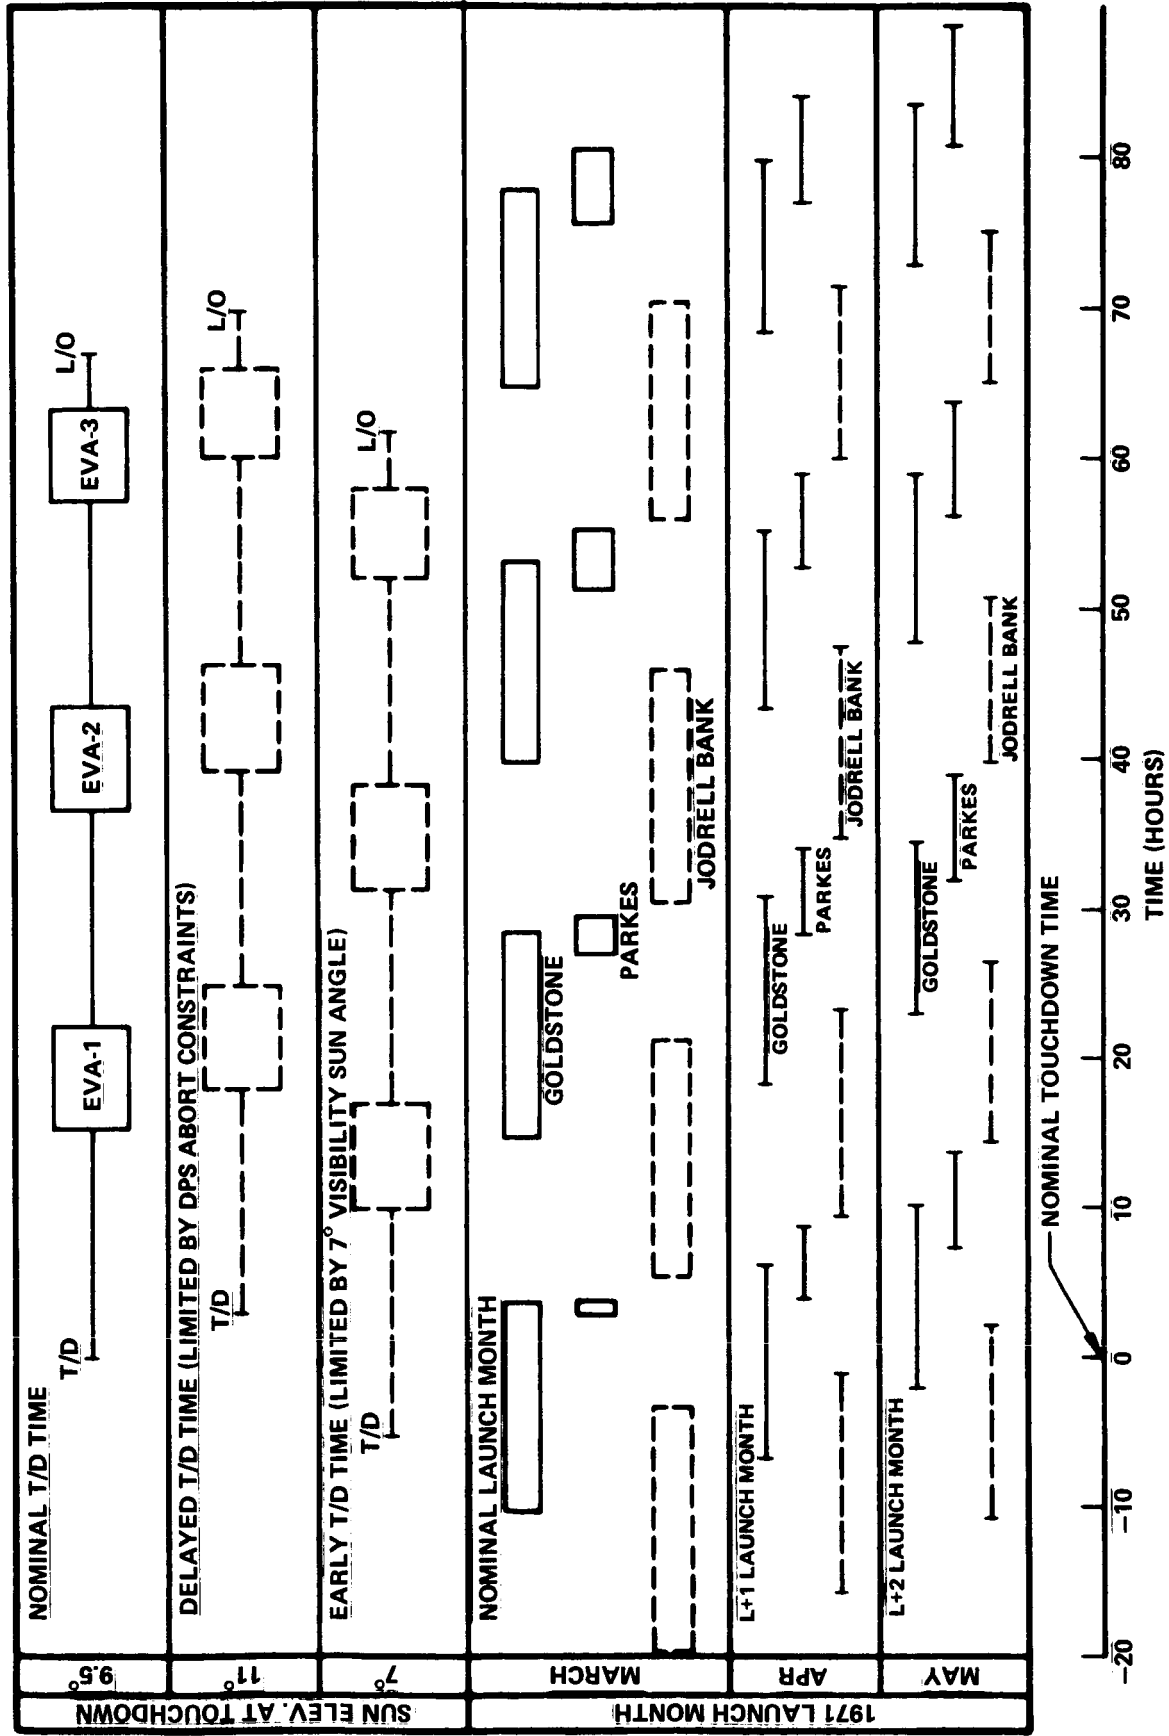 SUN ELEV. AT TOUCHDOWN
9.5°
NOMINAL T/D TIME
T/D
EVA-1
EVA-2
EVA-3
L/O
11°
DELAYED T/D TIME (LIMITED BY DPS ABORT CONSTRAINTS)
T/D
L/O
7°
EARLY T/D TIME (LIMITED BY 7° VISIBILITY SUN ANGLE)
T/D
L/O
1971 LAUNCH MONTH
MARCH
NOMINAL LAUNCH MONTH
GOLDSTONE
PARKES
JODRELL BANK
APR
L+1 LAUNCH MONTH
GOLDSTONE
PARKES
JODRELL BANK
MAY
L+2 LAUNCH MONTH
GOLDSTONE
PARKES
JODRELL BANK
NOMINAL TOUCHDOWN TIME
-20 -10 0 10 20 30 40 50 60 70 80
TIME (HOURS)